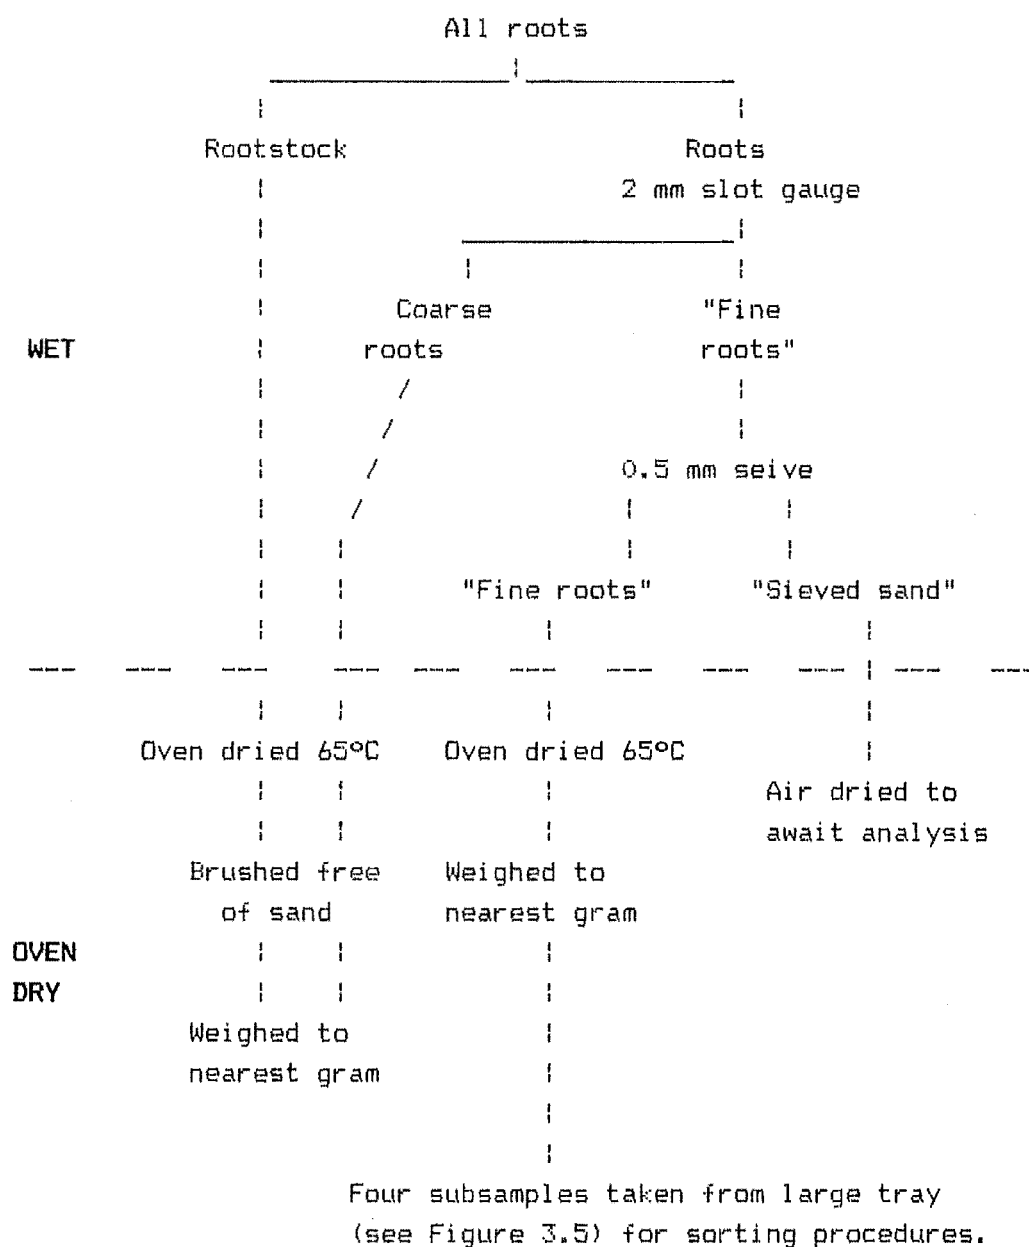 All roots
Rootstock Roots
2 mm slot gauge
Coarse "Fine
WET roots roots"
0.5 mm seive
"Fine roots" "Sieved sand"
Oven dried 65°C Oven dried 65°C
Air dried to
await analysis
Brushed free Weighed to
of sand nearest gram
OVEN
DRY
Weighed to
nearest gram
Four subsamples taken from large tray
(see Figure 3.5) for sorting procedures.